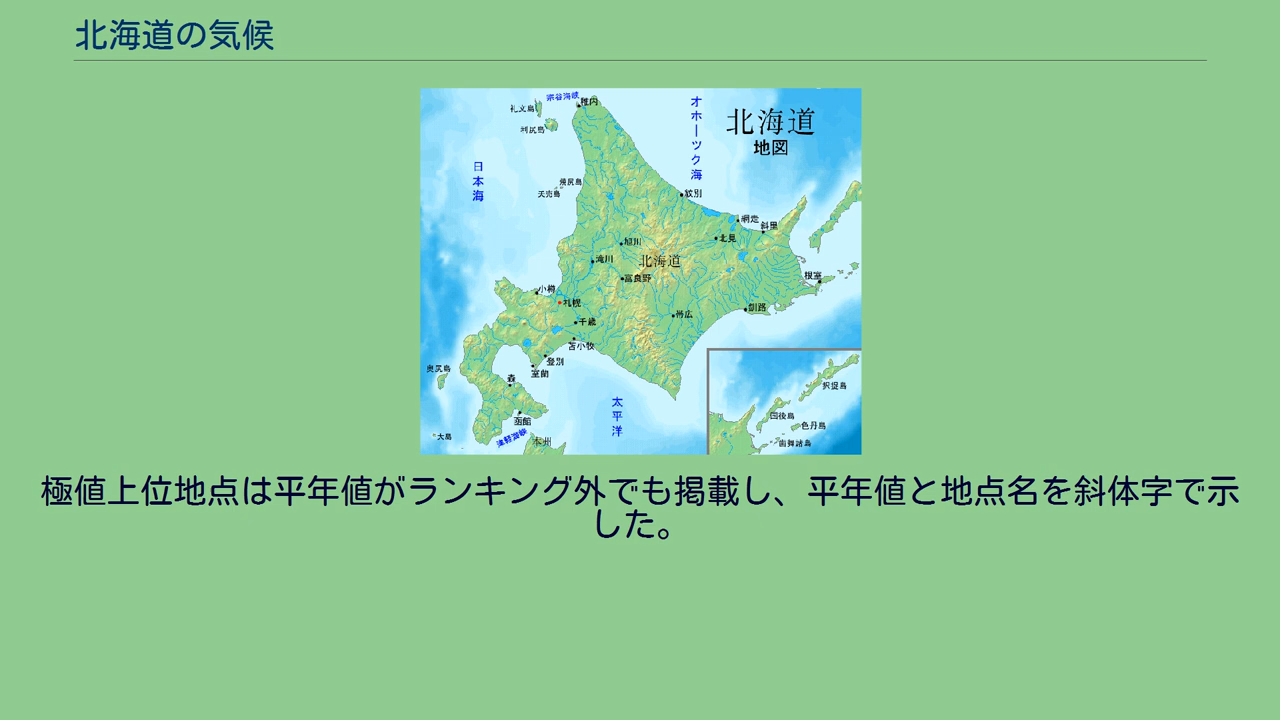 北海道の気候
宗谷海峡
稚内
礼文島
利尻島
オホーツク海
北海道
地図
日本海
焼尻島
天売島
紋別
網走
斜里
北見
旭川
滝川
北海道
富良野
根室
小樽
札幌
釧路
帯広
千歳
苫小牧
登別
室蘭
奥尻島
森
函館
大島
津軽海峡
本州
太平洋
択捉島
国後島
色丹島
歯舞諸島
極値上位地点は平年値がランキング外でも掲載し、平年値と地点名を斜体字で示
した。